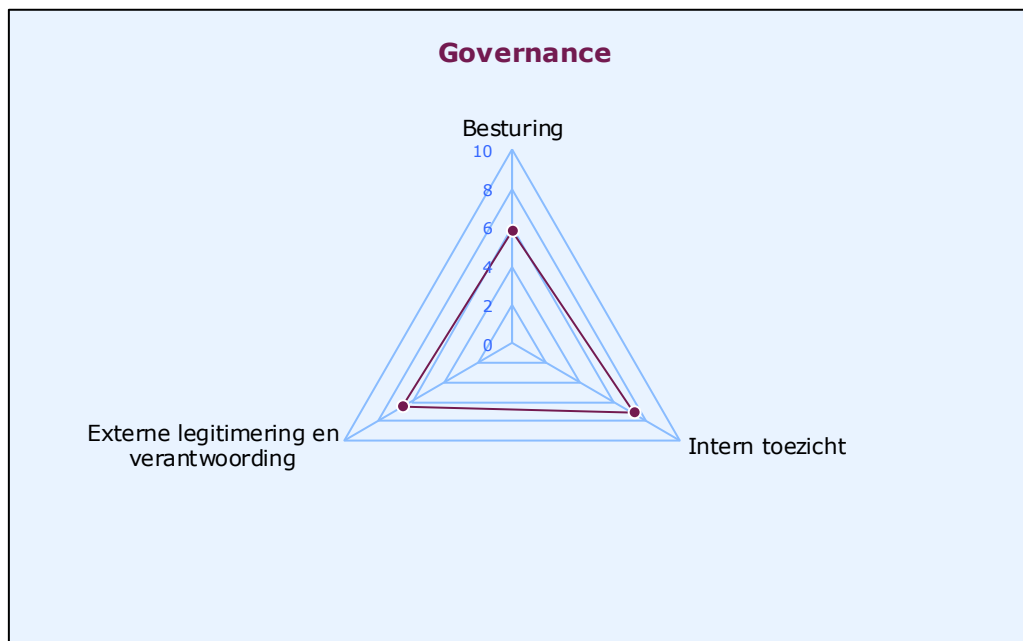 Governance
Besturing
10
8
6
4
2
0
Externe legitimering en
verantwoording
Intern toezicht